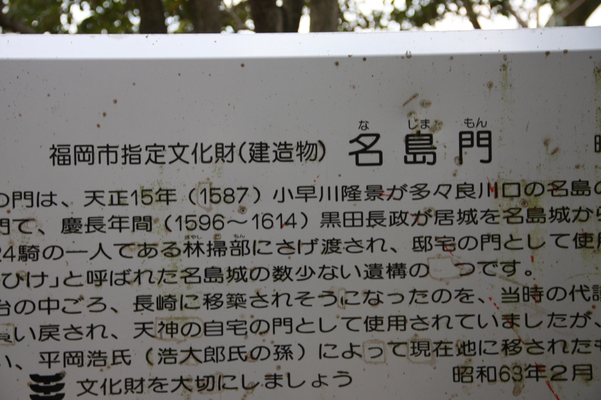 福岡市指定文化財(建造物) 名島門
な じま もん
の門は、天正15年(1587)小早川隆景が多々良川口の名島の
門で、慶長年間(1596〜1614)黒田長政が居城を名島城から
24騎の一人である林掃部にさげ渡され、邸宅の門として使用
ひけ」と呼ばれた名島城の数少ない遺構の つです。
台の中ごろ、長崎に移築されそうになったのを、当時の代議
い戻され、天神の自宅の門として使用されていましたが、
い、平岡浩氏(浩太郎氏の孫)によって現在地に移されたも
文化財を大切にしましょう 昭和63年2月